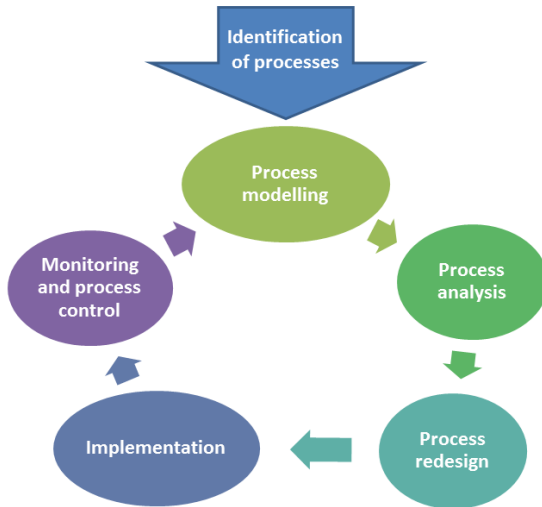 Identification
of processes
Process
modelling
Process
analysis
Process
redesign
Implementation
Monitoring
and process
control